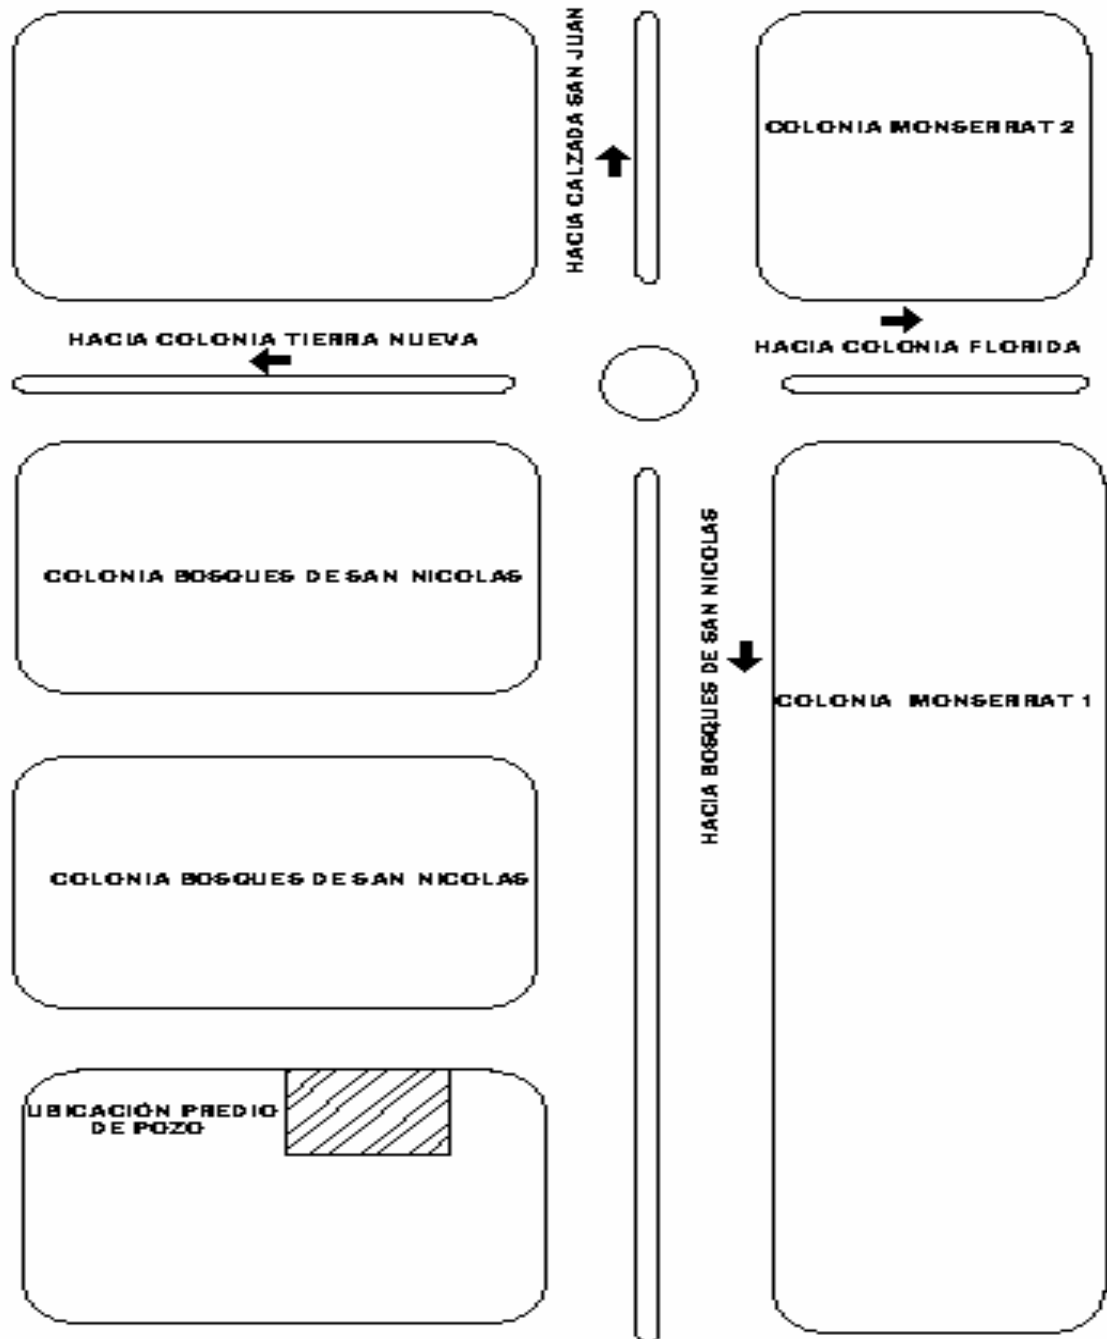 HACIA CALZADA SAN JUAN
COLONIA MONSERRAT 2
HACIA COLONIA TIERRA NUEVA
HACIA COLONIA FLORIDA
COLONIA BOSQUES DE SAN NICOLAS
HACIA BOSQUES DE SAN NICOLAS
COLONIA MONSERRAT 1
COLONIA BOSQUES DE SAN NICOLAS
UBICACIÓN PREDIO
DE POZO